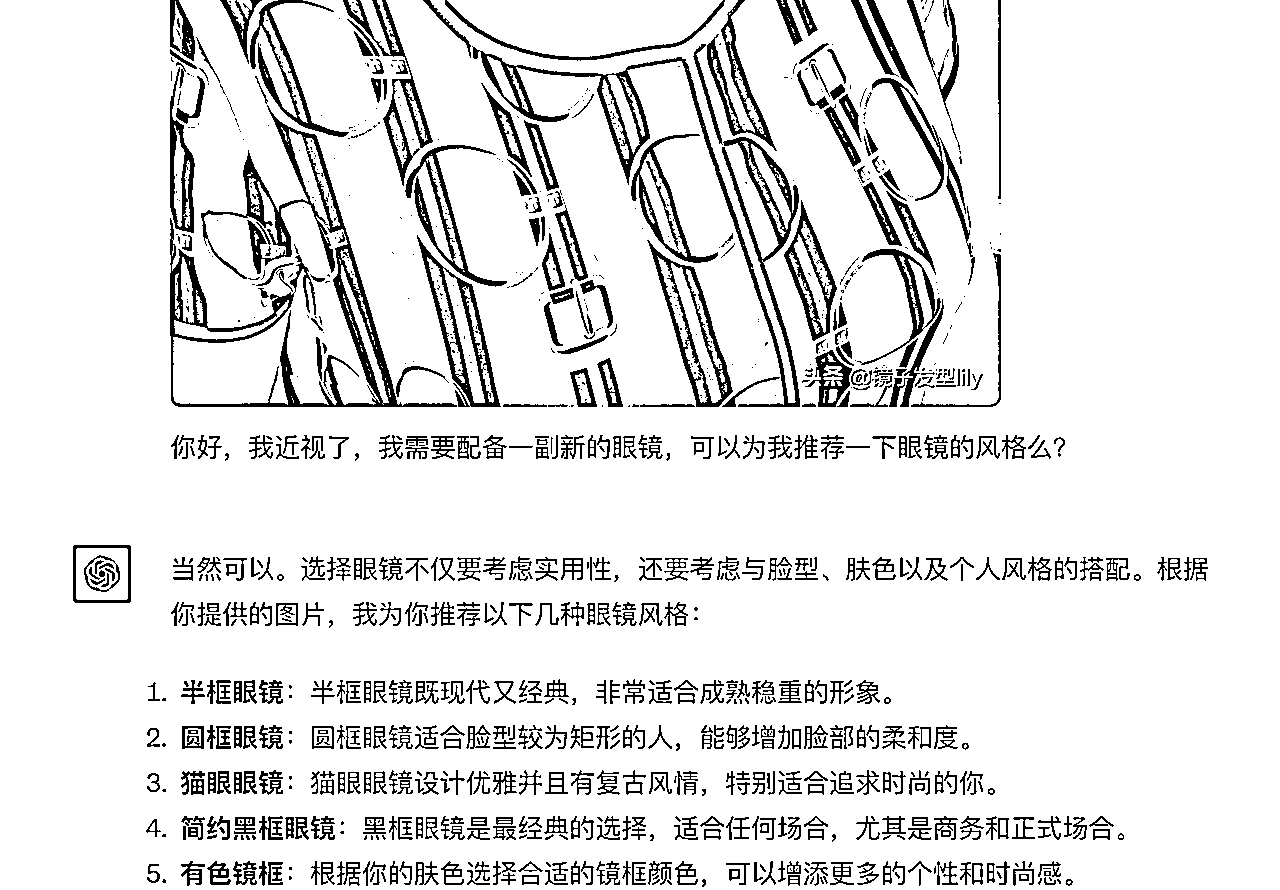 头条 @镜子发型lily
你好，我近视了，我需要配备一副新的眼镜，可以为我推荐一下眼镜的风格么？
当然可以。选择眼镜不仅要考虑实用性，还要考虑与脸型、肤色以及个人风格的搭配。根据
你提供的图片，我为你推荐以下几种眼镜风格：
1. 半框眼镜：半框眼镜既现代又经典，非常适合成熟稳重的形象。
2. 圆框眼镜：圆框眼镜适合脸型较为矩形的人，能够增加脸部的柔和度。
3. 猫眼眼镜：猫眼眼镜设计优雅并且有复古风情，特别适合追求时尚的你。
4. 简约黑框眼镜：黑框眼镜是最经典的选择，适合任何场合，尤其是商务和正式场合。
5. 有色镜框：根据你的肤色选择合适的镜框颜色，可以增添更多的个性和时尚感。